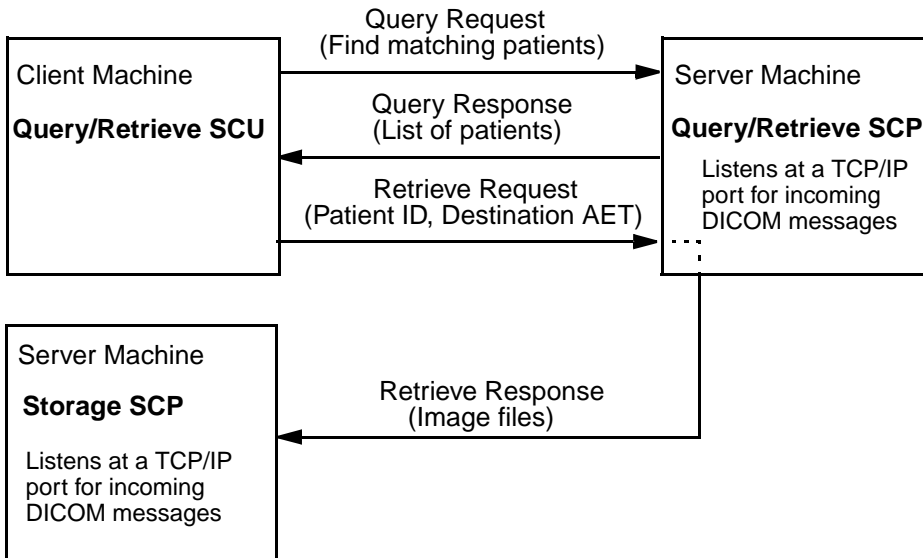 Query Request
(Find matching patients)
Client Machine
Query/Retrieve SCU
Server Machine
Query/Retrieve SCP
Listens at a TCP/IP
port for incoming
DICOM messages
Query Response
(List of patients)
Retrieve Request
(Patient ID, Destination AET)
Server Machine
Storage SCP
Listens at a TCP/IP
port for incoming
DICOM messages
Retrieve Response
(Image files)